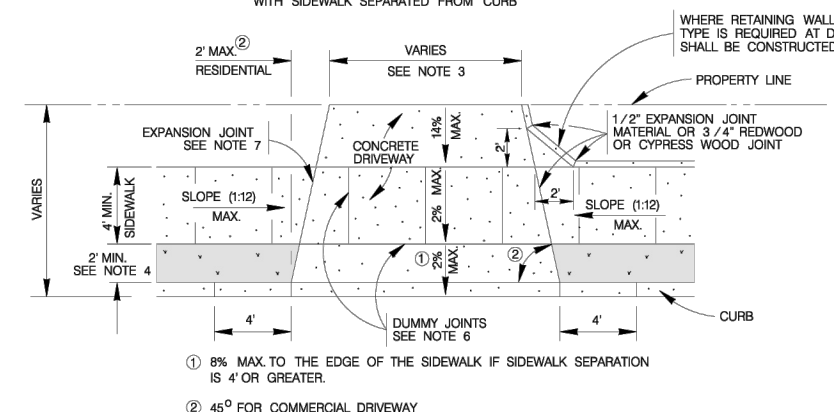 WITH SIDEWALK SEPARATED FROM CURB
WHERE RETAINING WALL
TYPE IS REQUIRED AT D
SHALL BE CONSTRUCTED
2' MAX. ②
RESIDENTIAL
VARIES
SEE NOTE 3
PROPERTY LINE
EXPANSION JOINT
SEE NOTE 7
CONCRETE
DRIVEWAY
14%
MAX.
2'
1/2" EXPANSION JOINT
MATERIAL OR 3/4" REDWOOD
OR CYPRESS WOOD JOINT
VARIES
4' MIN.
SIDEWALK
SLOPE (1:12)
MAX.
2%
MAX.
2'
SLOPE (1:12)
MAX.
2' MIN.
SEE NOTE 4
① 2%
MAX.
②
4'
DUMMY JOINTS
SEE NOTE 6
4'
CURB
① 8% MAX. TO THE EDGE OF THE SIDEWALK IF SIDEWALK SEPARATION
IS 4' OR GREATER.
② 45° FOR COMMERCIAL DRIVEWAY